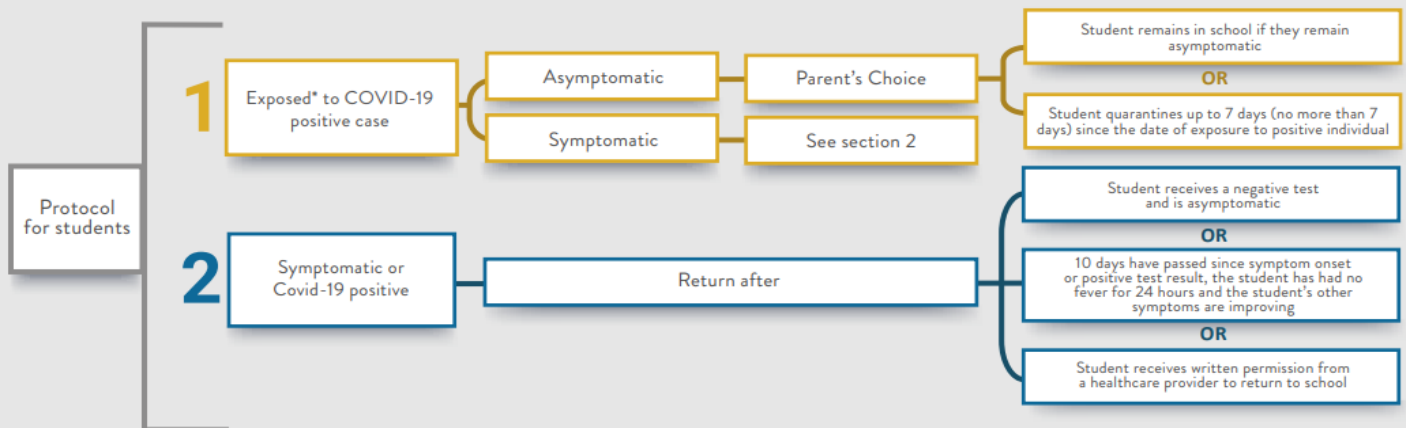 Protocol
for students
1
Exposed* to COVID-19
positive case
Asymptomatic
Parent's Choice
Student remains in school if they remain
asymptomatic
OR
Student quarantines up to 7 days (no more than 7
days) since the date of exposure to positive individual
Symptomatic
See section 2
2
Symptomatic or
Covid-19 positive
Return after
Student receives a negative test
and is asymptomatic
OR
10 days have passed since symptom onset
or positive test result, the student has had no
fever for 24 hours and the student's other
symptoms are improving
OR
Student receives written permission from
a healthcare provider to return to school